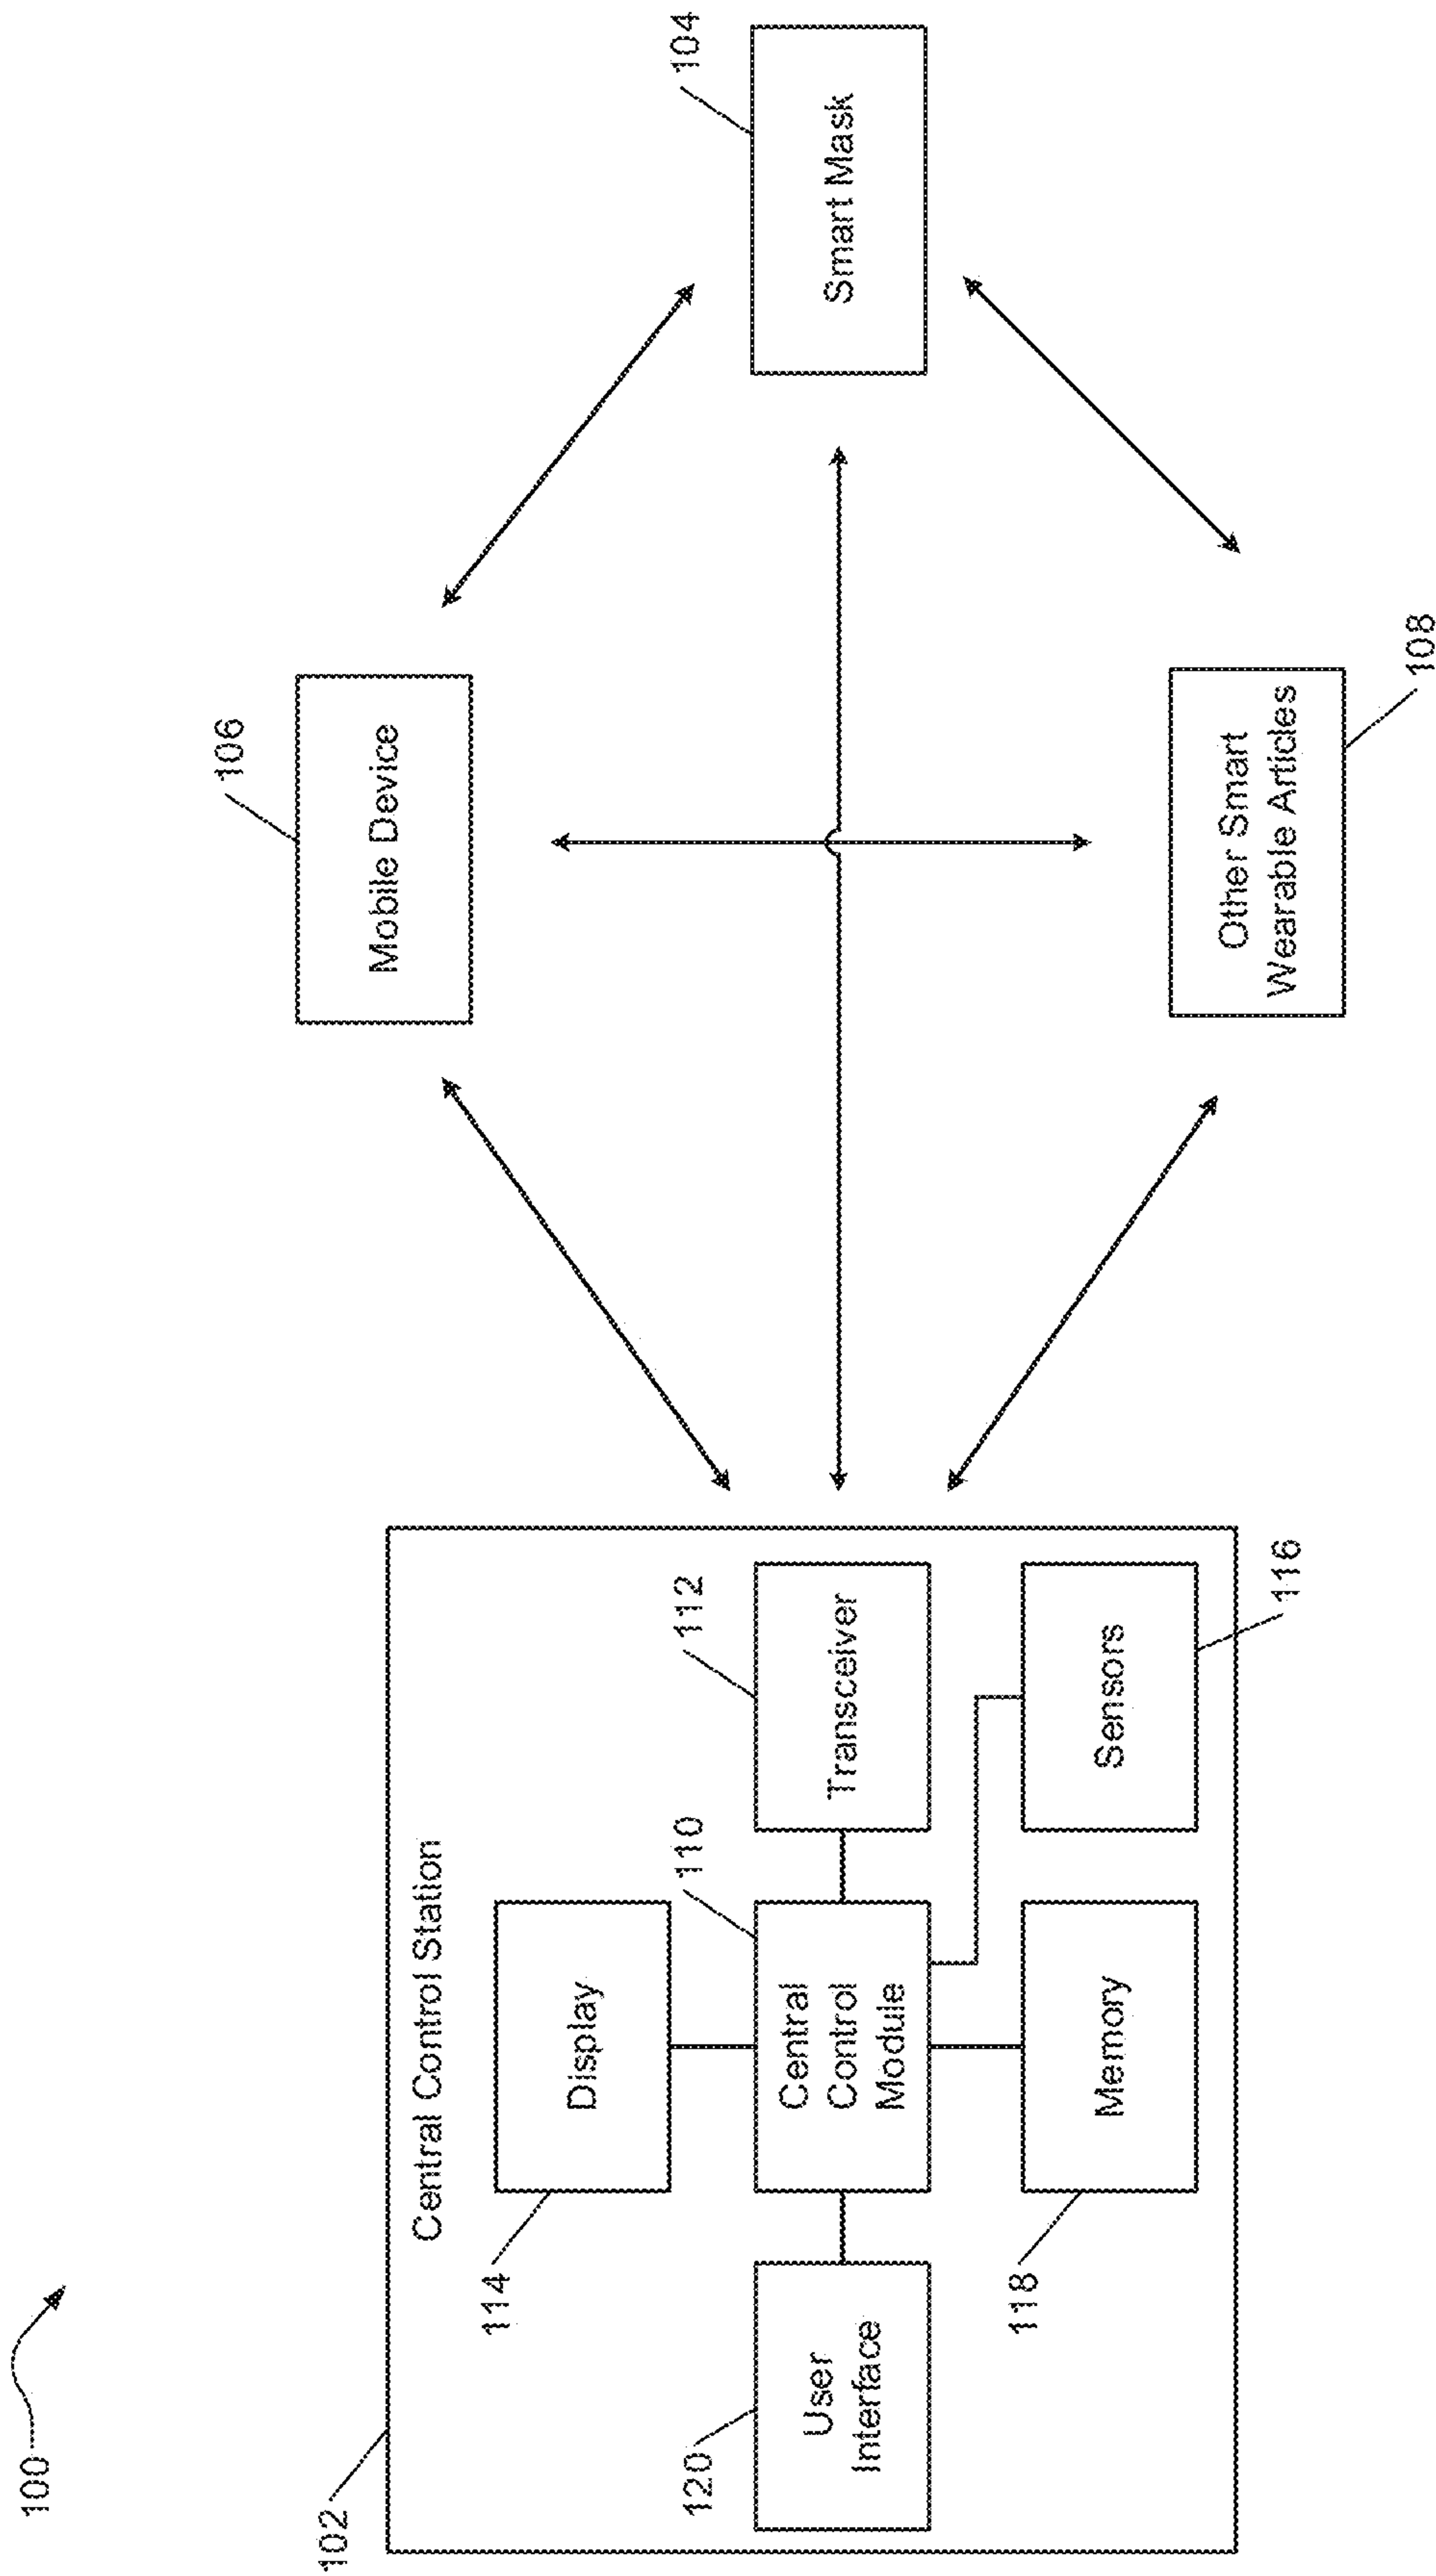 100
102
Central Control Station
114
Display
110
112
120
User
Interface
Central
Control
Module
Transceiver
118
Memory
Sensors
116
106
Mobile Device
104
Smart Mask
Other Smart
Wearable Articles
108